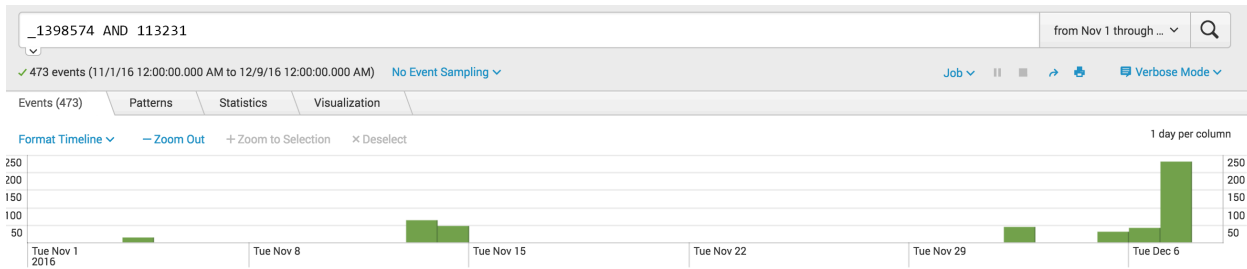 _1398574 AND 113231
from Nov 1 through ...
473 events (11/1/16 12:00:00.000 AM to 12/9/16 12:00:00.000 AM) No Event Sampling
Job
Verbose Mode
Events (473) Patterns Statistics Visualization
Format Timeline — Zoom Out + Zoom to Selection × Deselect
1 day per column
250 250
200 200
150 150
100 100
50 50
Tue Nov 1 Tue Nov 8 Tue Nov 15 Tue Nov 22 Tue Nov 29 Tue Dec 6
2016